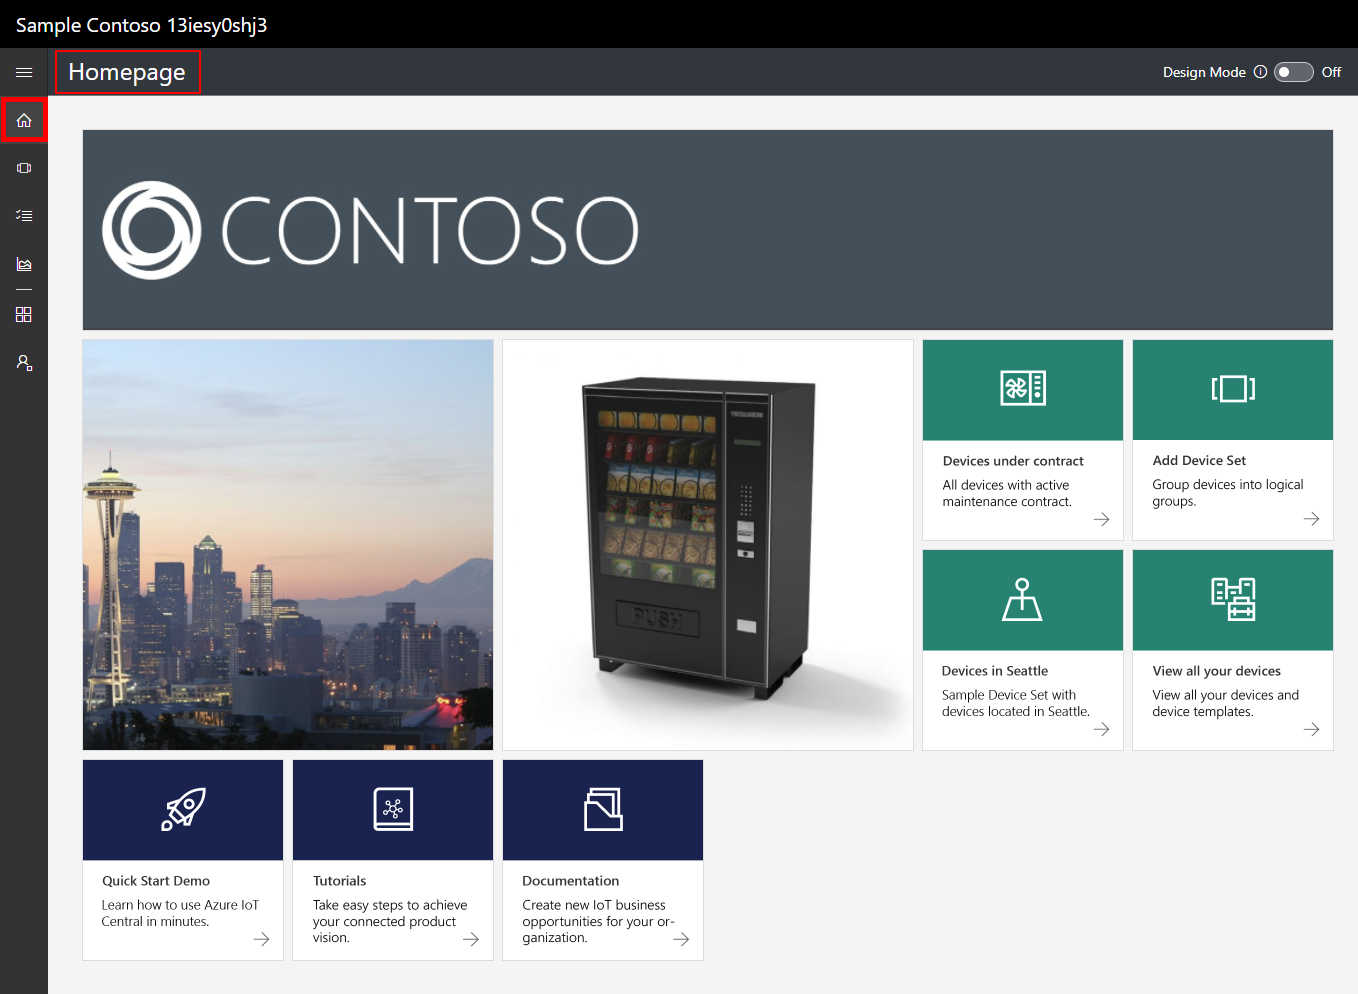 Sample Contoso 13iesy0shj3
Homepage
Design Mode
Off
CONTOSO
PUSH
Devices under contract
All devices with active
maintenance contract.
Add Device Set
Group devices into logical
groups.
Devices in Seattle
Sample Device Set with
devices located in Seattle.
View all your devices
View all your devices and
device templates.
Quick Start Demo
Learn how to use Azure IoT
Central in minutes.
Tutorials
Take easy steps to achieve
your connected product
vision.
Documentation
Create new IoT business
opportunities for your or-
ganization.